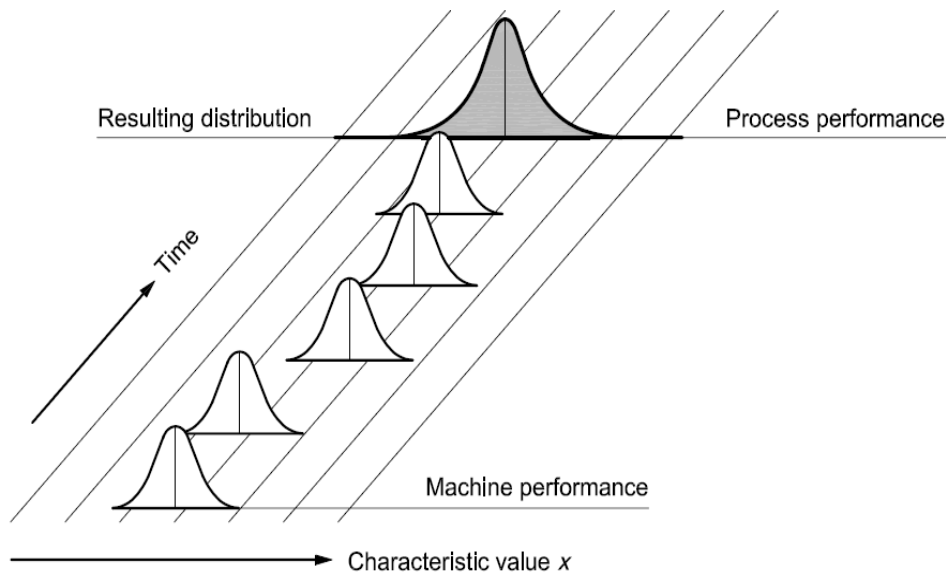 Resulting distribution
Process performance
Time
Machine performance
Characteristic value x